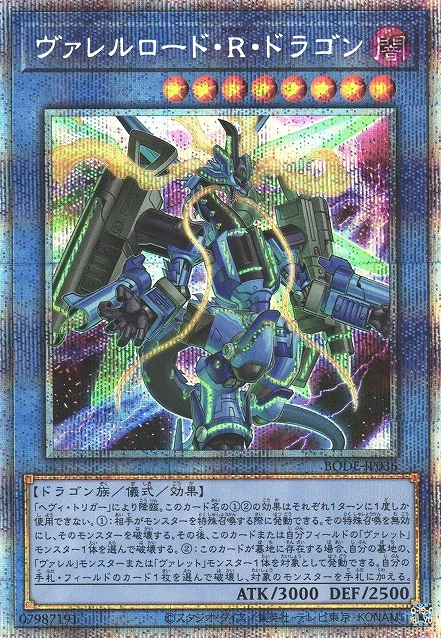 ヴァレルロード・R・ドラゴン
闇
BODE-JP036
【ドラゴン族／儀式／効果】
「ヘヴィ・トリガー」により降臨。このカード名の①②の効果はそれぞれ1ターンに1度しか
使用できない。①：相手がモンスターを特殊召喚する際に発動できる。その特殊召喚を無効
にし、そのモンスターを破壊する。その後、このカードまたは自分フィールドの「ヴァレット」
モンスター1体を選んで破壊する。②：このカードが墓地に存在する場合、自分の墓地の、
「ヴァレル」モンスターまたは「ヴァレット」モンスター1体を対象として発動できる。自分の
手札・フィールドのカード1枚を選んで破壊し、対象のモンスターを手札に加える。
ATK/3000 DEF/2500
07987191
©スタジオ・ダイス/集英社・テレビ東京・KONAMI